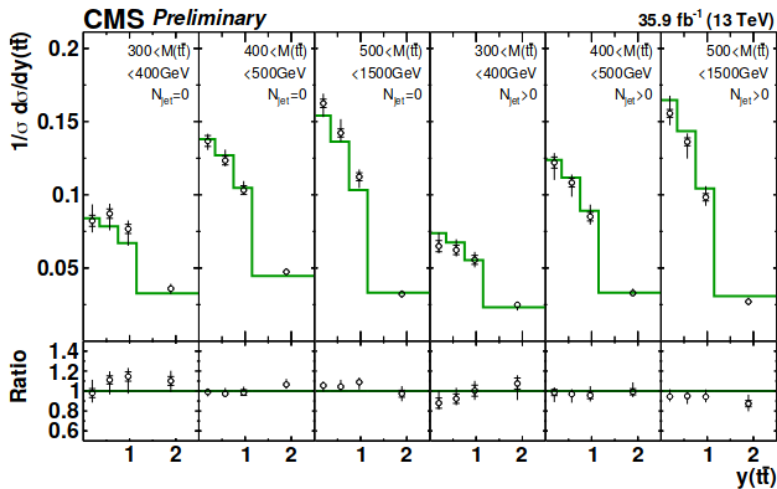 CMS Preliminary 35.9 fb⁻¹ (13 TeV)
1/σ dσ/dy(tt̄)
0.2
0.15
0.1
0.05
300<M(tt̄)
<400GeV
N_jet=0
400<M(tt̄)
<500GeV
N_jet=0
500<M(tt̄)
<1500GeV
N_jet=0
300<M(tt̄)
<400GeV
N_jet>0
400<M(tt̄)
<500GeV
N_jet>0
500<M(tt̄)
<1500GeV
N_jet>0
Ratio
1.4
1.2
1.0
0.8
0.6
1 2 1 2 1 2 1 2 1 2 1 2
y(tt̄)